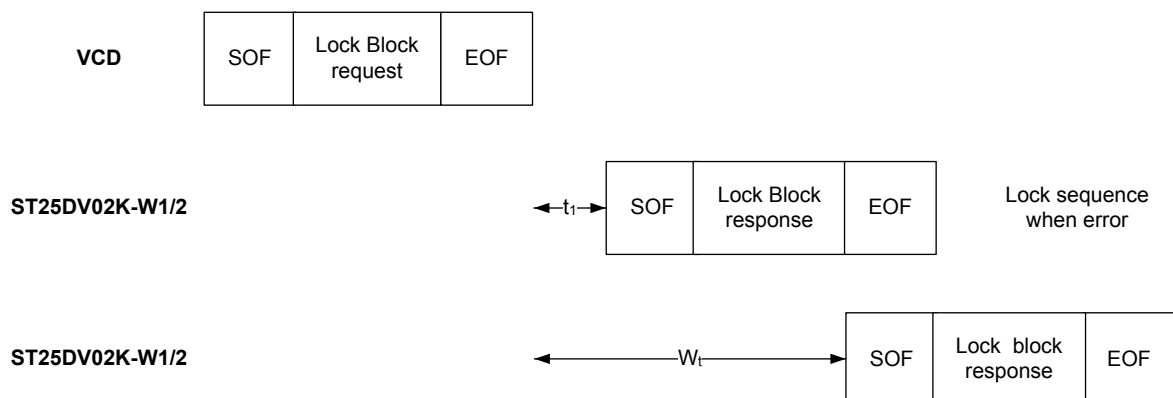 VCD
SOF
Lock Block
request
EOF
ST25DV02K-W1/2
t1
SOF
Lock Block
response
EOF
Lock sequence
when error
ST25DV02K-W1/2
Wt
SOF
Lock block
response
EOF